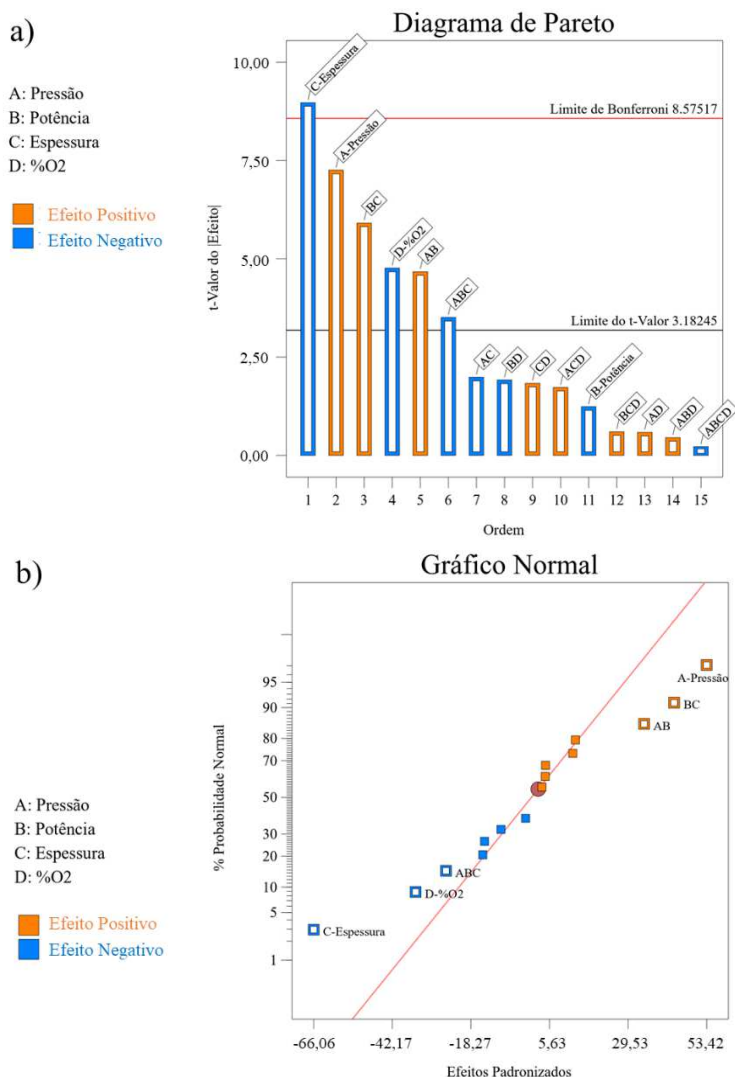 a)
Diagrama de Pareto
A: Pressão
B: Potência
C: Espessura
D: %O2
Efeito Positivo
Efeito Negativo
t-Valor do |Efeito|
10,00
7,50
5,00
2,50
0,00
C-Espessura
A-Pressão
BC
D-%O2
AB
ABC
AC
BD
CD
ACD
B-Potência
BCD
AD
ABD
ABCD
Limite de Bonferroni 8.57517
Limite do t-Valor 3.18245
1 2 3 4 5 6 7 8 9 10 11 12 13 14 15
Ordem
b)
Gráfico Normal
A: Pressão
B: Potência
C: Espessura
D: %O2
Efeito Positivo
Efeito Negativo
% Probabilidade Normal
95
90
80
70
50
30
20
10
5
1
A-Pressão
BC
AB
ABC
D-%O2
C-Espessura
-66,06 -42,17 -18,27 5,63 29,53 53,42
Efeitos Padronizados